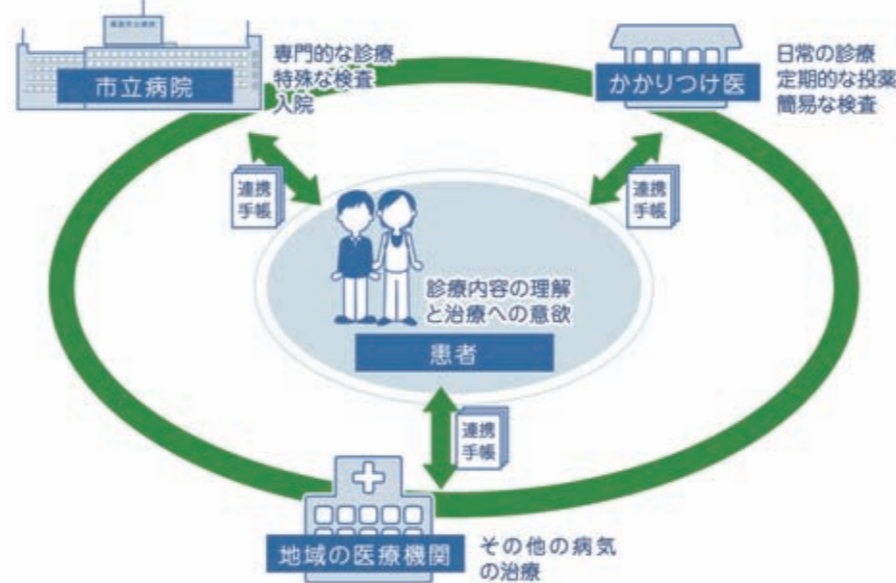 市立病院
専門的な診療
特殊な検査
入院
かかりつけ医
日常の診療
定期的な投薬
簡易な検査
連携
手帳
連携
手帳
診療内容の理解
と治療への意欲
患者
連携
手帳
地域の医療機関
その他の病気
の治療